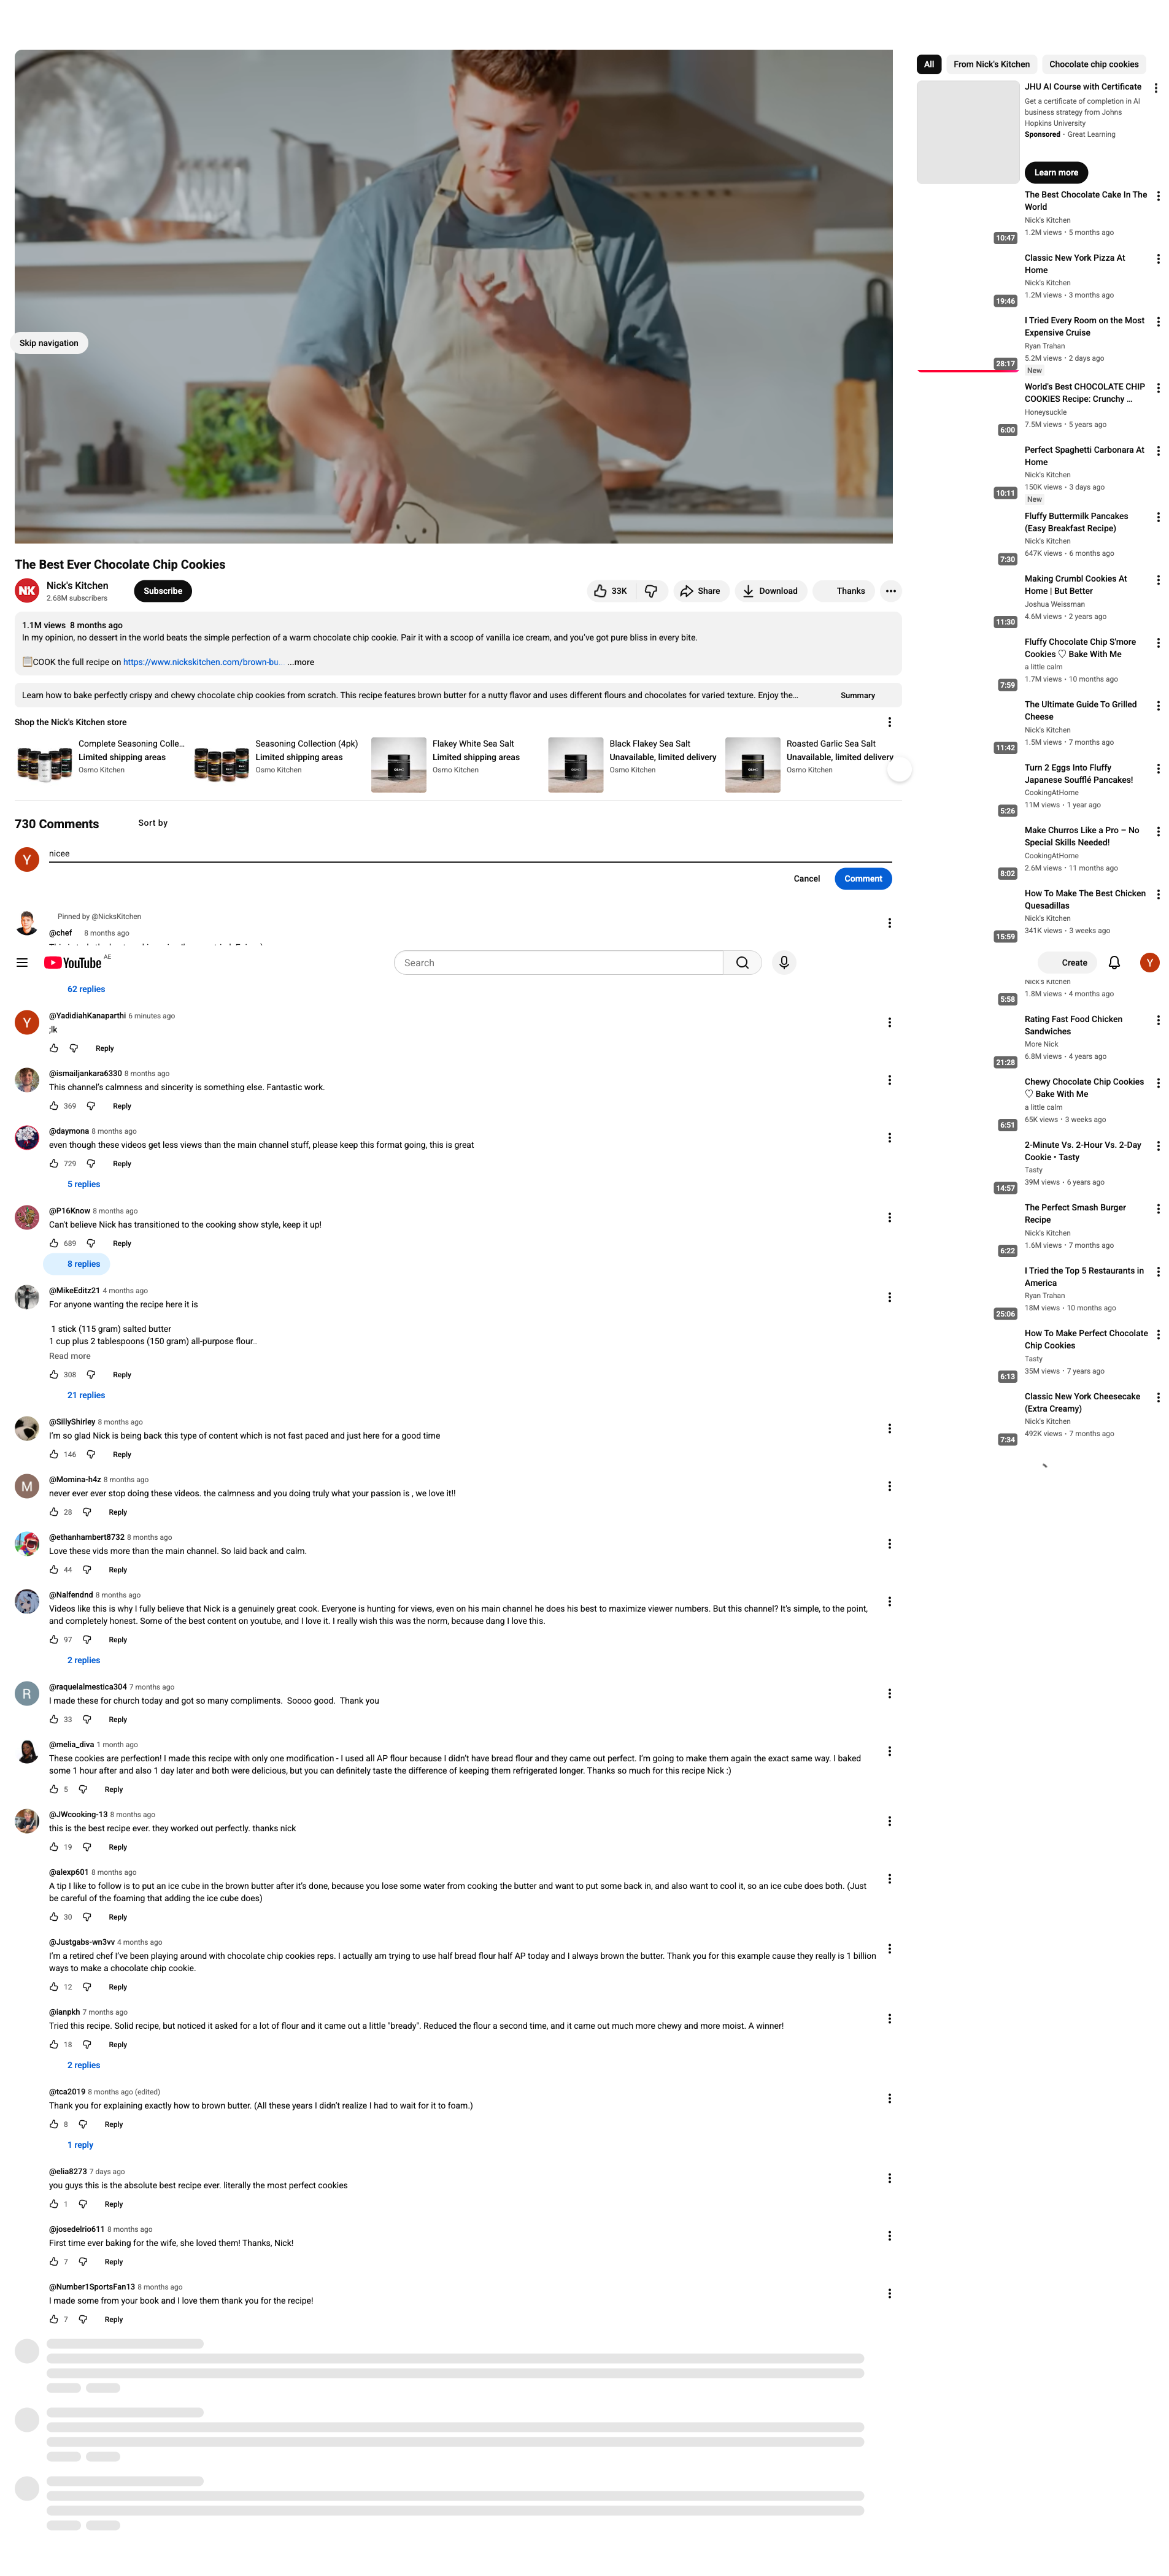 Skip navigation
The Best Ever Chocolate Chip Cookies
NK
Nick's Kitchen
2.68M subscribers
Subscribe
33K
Share
Download
Thanks
1.1M views 8 months ago
In my opinion, no dessert in the world beats the simple perfection of a warm chocolate chip cookie. Pair it with a scoop of vanilla ice cream, and you've got pure bliss in every bite.
COOK the full recipe on https://www.nickskitchen.com/brown-bu... ...more
Learn how to bake perfectly crispy and chewy chocolate chip cookies from scratch. This recipe features brown butter for a nutty flavor and uses different flours and chocolates for varied texture. Enjoy the...
Summary
Shop the Nick's Kitchen store
Complete Seasoning Colle...
Limited shipping areas
Osmo Kitchen
Seasoning Collection (4pk)
Limited shipping areas
Osmo Kitchen
Flakey White Sea Salt
Limited shipping areas
Osmo Kitchen
Black Flakey Sea Salt
Unavailable, limited delivery
Osmo Kitchen
Roasted Garlic Sea Salt
Unavailable, limited delivery
Osmo Kitchen
730 Comments
Sort by
Y
nicee
Cancel
Comment
Pinned by @NicksKitchen
@chef 8 months ago
YouTube AE
Search
Create
Y
62 replies
Y
@YadidiahKanaparthi 6 minutes ago
;lk
Reply
@ismailjankara6330 8 months ago
This channel's calmness and sincerity is something else. Fantastic work.
369 Reply
@daymona 8 months ago
even though these videos get less views than the main channel stuff, please keep this format going, this is great
729 Reply
5 replies
@P16Know 8 months ago
Can't believe Nick has transitioned to the cooking show style, keep it up!
689 Reply
8 replies
@MikeEditz21 4 months ago
For anyone wanting the recipe here it is
1 stick (115 gram) salted butter
1 cup plus 2 tablespoons (150 gram) all-purpose flour...
Read more
308 Reply
21 replies
@SillyShirley 8 months ago
I'm so glad Nick is being back this type of content which is not fast paced and just here for a good time
146 Reply
M
@Momina-h4z 8 months ago
never ever ever stop doing these videos. the calmness and you doing truly what your passion is , we love it!!
28 Reply
@ethanhambert8732 8 months ago
Love these vids more than the main channel. So laid back and calm.
44 Reply
@Nalfendnd 8 months ago
Videos like this is why I fully believe that Nick is a genuinely great cook. Everyone is hunting for views, even on his main channel he does his best to maximize viewer numbers. But this channel? It's simple, to the point,
and completely honest. Some of the best content on youtube, and I love it. I really wish this was the norm, because dang I love this.
97 Reply
2 replies
R
@raquelalmestica304 7 months ago
I made these for church today and got so many compliments. Soooo good. Thank you
33 Reply
@melia_diva 1 month ago
These cookies are perfection! I made this recipe with only one modification - I used all AP flour because I didn't have bread flour and they came out perfect. I'm going to make them again the exact same way. I baked
some 1 hour after and also 1 day later and both were delicious, but you can definitely taste the difference of keeping them refrigerated longer. Thanks so much for this recipe Nick :)
5 Reply
@JWcooking-13 8 months ago
this is the best recipe ever. they worked out perfectly. thanks nick
19 Reply
@alexp601 8 months ago
A tip I like to follow is to put an ice cube in the brown butter after it's done, because you lose some water from cooking the butter and want to put some back in, and also want to cool it, so an ice cube does both. (Just
be careful of the foaming that adding the ice cube does)
30 Reply
@Justgabs-wn3vv 4 months ago
I'm a retired chef I've been playing around with chocolate chip cookies reps. I actually am trying to use half bread flour half AP today and I always brown the butter. Thank you for this example cause they really is 1 billion
ways to make a chocolate chip cookie.
12 Reply
@ianpkh 7 months ago
Tried this recipe. Solid recipe, but noticed it asked for a lot of flour and it came out a little "bready". Reduced the flour a second time, and it came out much more chewy and more moist. A winner!
18 Reply
2 replies
@tca2019 8 months ago (edited)
Thank you for explaining exactly how to brown butter. (All these years I didn't realize I had to wait for it to foam.)
8 Reply
1 reply
@elia8273 7 days ago
you guys this is the absolute best recipe ever. literally the most perfect cookies
1 Reply
@josedelrio611 8 months ago
First time ever baking for the wife, she loved them! Thanks, Nick!
7 Reply
@Number1SportsFan13 8 months ago
I made some from your book and I love them thank you for the recipe!
7 Reply
All
From Nick's Kitchen
Chocolate chip cookies
JHU AI Course with Certificate
Get a certificate of completion in AI
business strategy from Johns
Hopkins University
Sponsored · Great Learning
Learn more
The Best Chocolate Cake In The
World
Nick's Kitchen
1.2M views · 5 months ago
10:47
Classic New York Pizza At
Home
Nick's Kitchen
1.2M views · 3 months ago
19:46
I Tried Every Room on the Most
Expensive Cruise
Ryan Trahan
5.2M views · 2 days ago
28:17
New
World's Best CHOCOLATE CHIP
COOKIES Recipe: Crunchy ...
Honeysuckle
7.5M views · 5 years ago
6:00
Perfect Spaghetti Carbonara At
Home
Nick's Kitchen
150K views · 3 days ago
10:11
New
Fluffy Buttermilk Pancakes
(Easy Breakfast Recipe)
Nick's Kitchen
647K views · 6 months ago
7:30
Making Crumbl Cookies At
Home | But Better
Joshua Weissman
4.6M views · 2 years ago
11:30
Fluffy Chocolate Chip S'more
Cookies ♡ Bake With Me
a little calm
1.7M views · 10 months ago
7:59
The Ultimate Guide To Grilled
Cheese
Nick's Kitchen
1.5M views · 7 months ago
11:42
Turn 2 Eggs Into Fluffy
Japanese Soufflé Pancakes!
CookingAtHome
11M views · 1 year ago
5:26
Make Churros Like a Pro – No
Special Skills Needed!
CookingAtHome
2.6M views · 11 months ago
8:02
How To Make The Best Chicken
Quesadillas
Nick's Kitchen
341K views · 3 weeks ago
15:59
Nick's Kitchen
1.8M views · 4 months ago
5:58
Rating Fast Food Chicken
Sandwiches
More Nick
6.8M views · 4 years ago
21:28
Chewy Chocolate Chip Cookies
♡ Bake With Me
a little calm
65K views · 3 weeks ago
6:51
2-Minute Vs. 2-Hour Vs. 2-Day
Cookie • Tasty
Tasty
39M views · 6 years ago
14:57
The Perfect Smash Burger
Recipe
Nick's Kitchen
1.6M views · 7 months ago
6:22
I Tried the Top 5 Restaurants in
America
Ryan Trahan
18M views · 10 months ago
25:06
How To Make Perfect Chocolate
Chip Cookies
Tasty
35M views · 7 years ago
6:13
Classic New York Cheesecake
(Extra Creamy)
Nick's Kitchen
492K views · 7 months ago
7:34